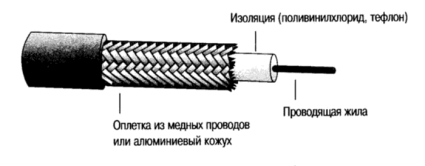 Изоляция (поливинилхлорид, тефлон)
Проводящая жила
Оплетка из медных проводов
или алюминиевый кожух